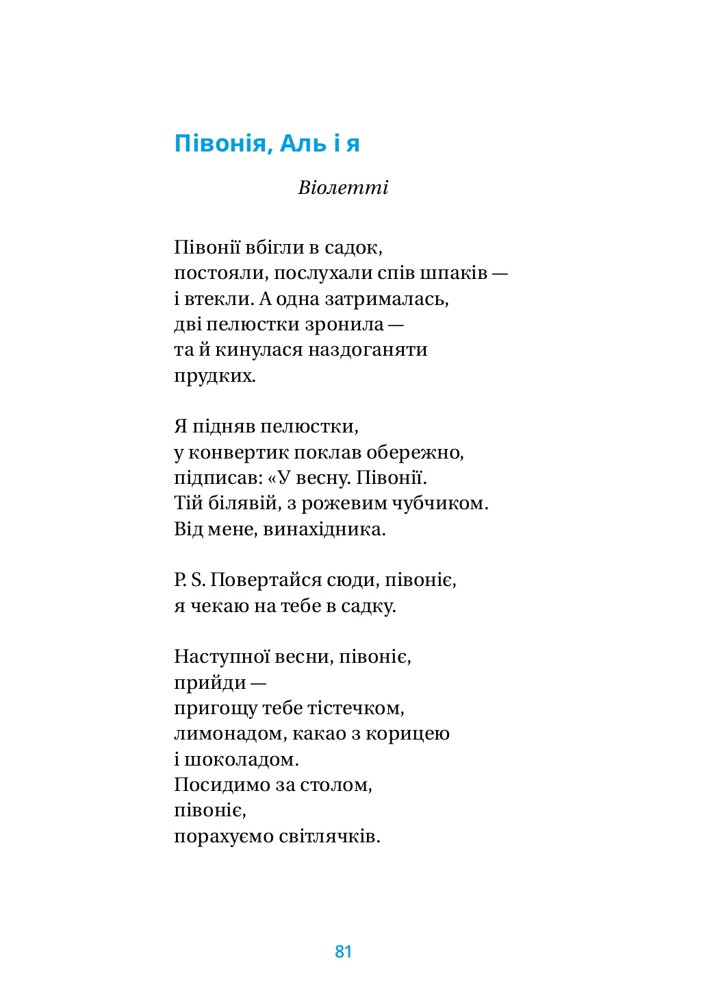 Півонія, Аль і я
Віолетті
Півонії вбігли в садок,
постояли, послухали спів шпаків —
і втекли. А одна затрималась,
дві пелюстки зронила —
та й кинулася наздоганяти
прудких.
Я підняв пелюстки,
у конвертик поклав обережно,
підписав: «У весну. Півонії.
Тій білявій, з рожевим чубчиком.
Від мене, винахідника.
P. S. Повертайся сюди, півоніє,
я чекаю на тебе в садку.
Наступної весни, півоніє,
прийди —
пригощу тебе тістечком,
лимонадом, какао з корицею
і шоколадом.
Посидимо за столом,
півоніє,
порахуємо світлячків.
81